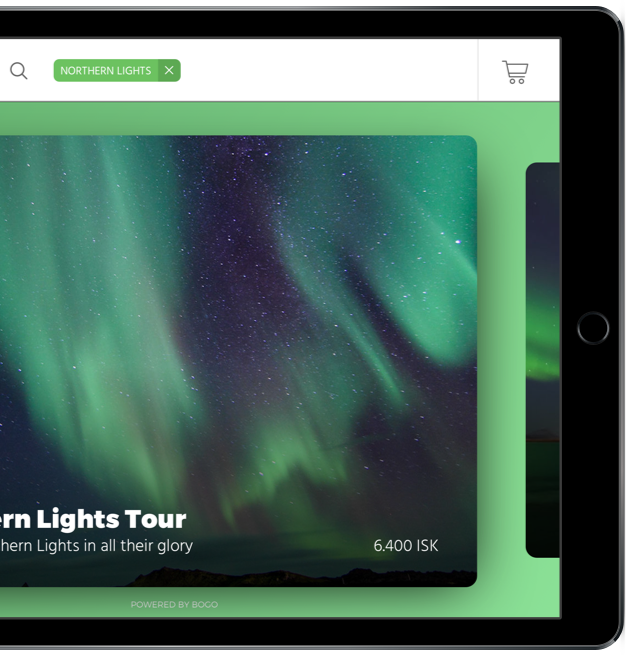 NORTHERN LIGHTS
ern Lights Tour
hern Lights in all their glory
6.400 ISK
POWERED BY BOGO